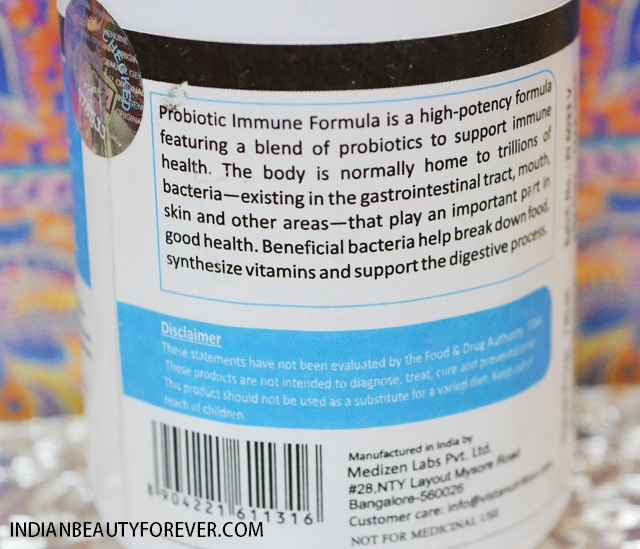 CHECKED
Probiotic Immune Formula is a high-potency formula
featuring a blend of probiotics to support immune
health. The body is normally home to trillions of
bacteria—existing in the gastrointestinal tract, mouth,
skin and other areas—that play an important part in
good health. Beneficial bacteria help break down food,
synthesize vitamins and support the digestive process.
Disclaimer
These statements have not been evaluated by the Food & Drug Authority
These products are not intended to diagnose, treat, cure and prevent
This product should not be used as a substitute for a varied diet. Keep out of
reach of children.
8 904221 611316
Manufactured in India by
Medizen Labs Pvt. Ltd.
#28,NTY Layout Mysore Road
Bangalore-560026
Customer care:
NOT FOR MEDICINAL USE
INDIANBEAUTYFOREVER.COM